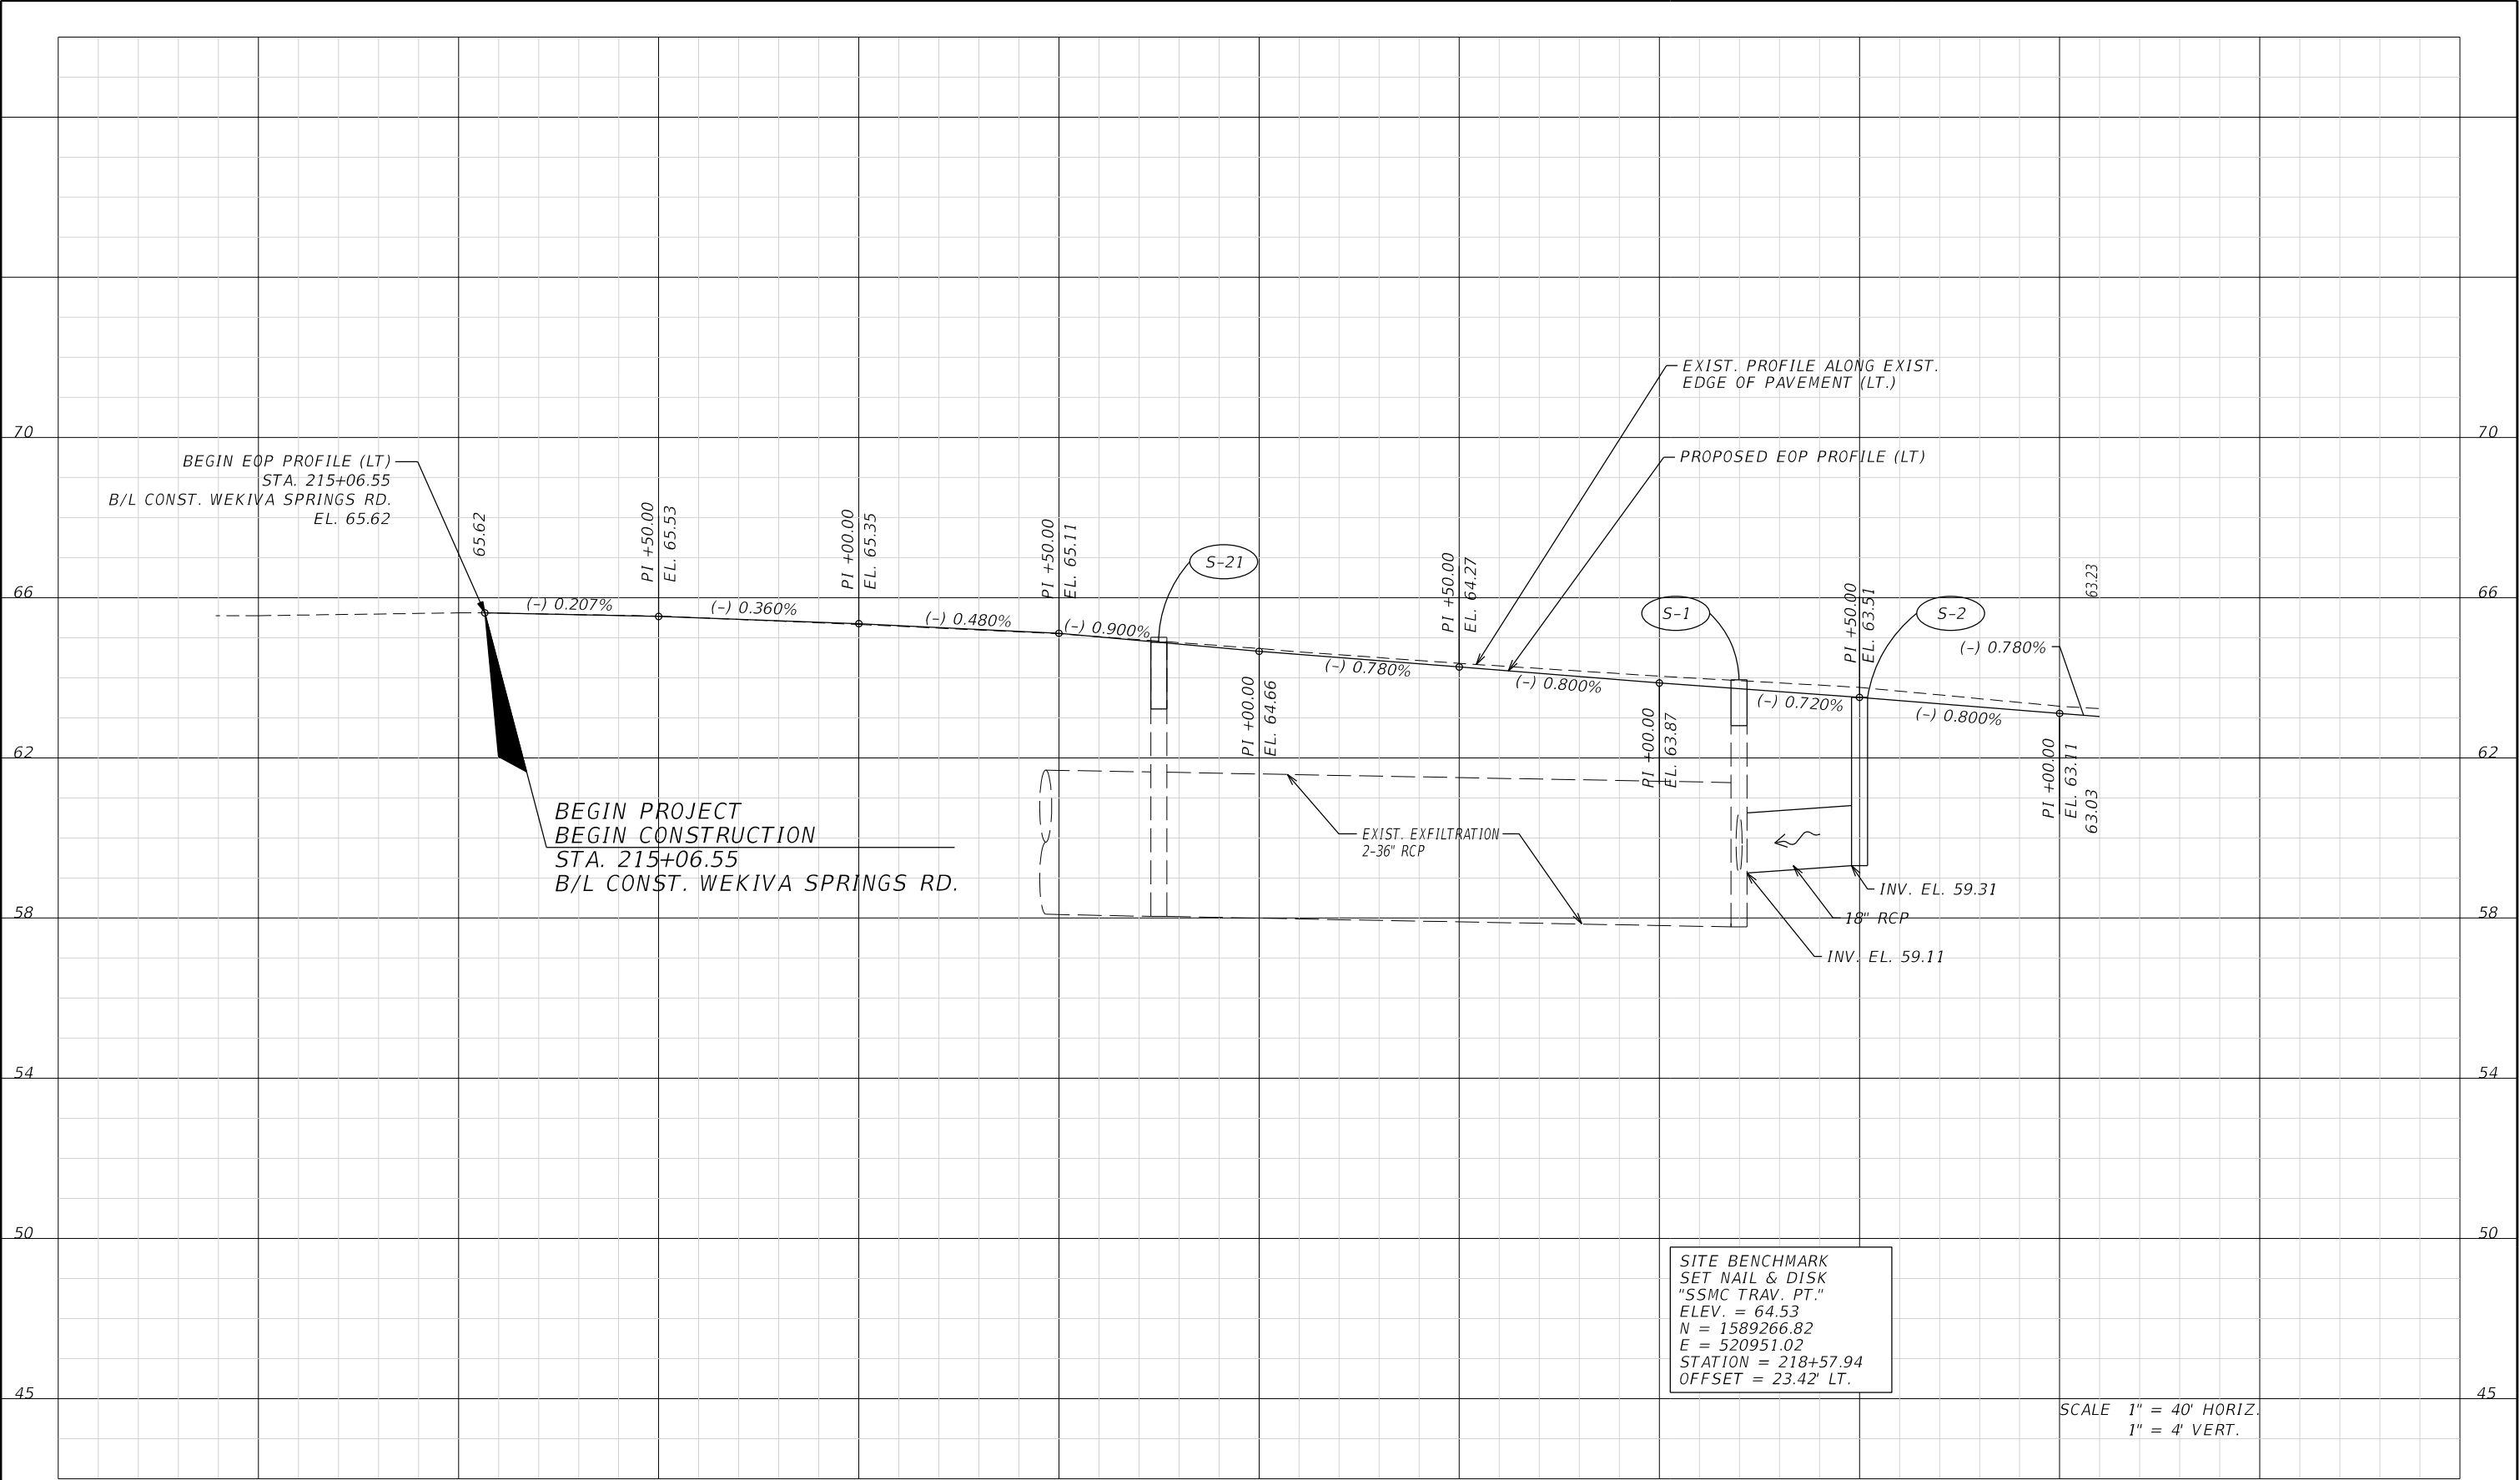 EXIST. PROFILE ALONG EXIST.
EDGE OF PAVEMENT (LT.)
70
70
BEGIN EOP PROFILE (LT)
STA. 215+06.55
B/L CONST. WEKIVA SPRINGS RD.
EL. 65.62
PROPOSED EOP PROFILE (LT)
65.62
PI +50.00
EL. 65.53
PI +00.00
EL. 65.35
PI +50.00
EL. 65.11
S-21
PI +50.00
EL. 64.27
S-1
PI +50.00
EL. 63.51
S-2
63.23
66
66
(-) 0.207%
(-) 0.360%
(-) 0.480%
(-) 0.900%
(-) 0.780%
(-) 0.800%
(-) 0.720%
(-) 0.800%
(-) 0.780%
PI +00.00
EL. 64.66
PI +00.00
EL. 63.87
PI +00.00
EL. 63.11
63.03
62
62
BEGIN PROJECT
BEGIN CONSTRUCTION
STA. 215+06.55
B/L CONST. WEKIVA SPRINGS RD.
EXIST. EXFILTRATION
2-36" RCP
INV. EL. 59.31
18" RCP
INV. EL. 59.11
58
58
54
54
50
50
SITE BENCHMARK
SET NAIL & DISK
"SSMC TRAV. PT."
ELEV. = 64.53
N = 1589266.82
E = 520951.02
STATION = 218+57.94
OFFSET = 23.42' LT.
45
45
SCALE 1" = 40' HORIZ.
1" = 4' VERT.